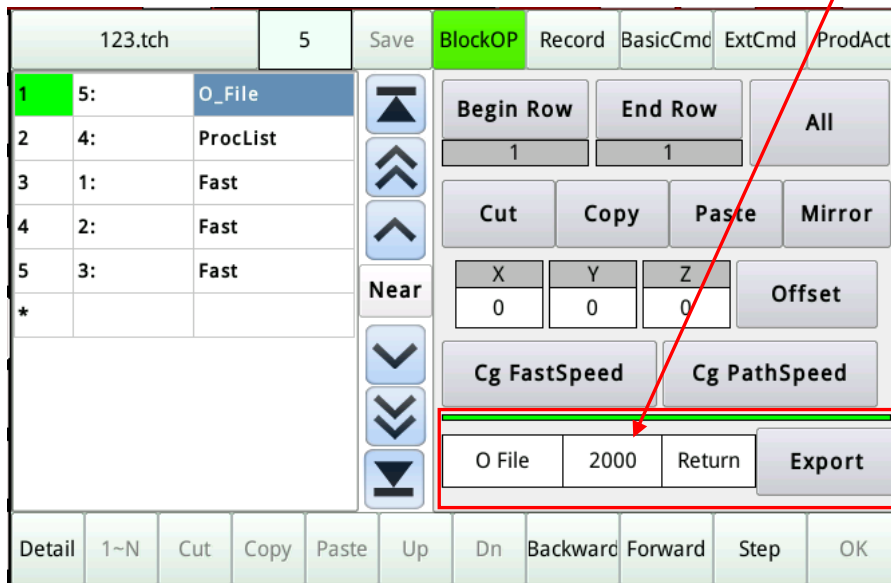 123.tch 5 Save BlockOP Record BasicCmd ExtCmd ProdAct
1 5: O_File
2 4: ProcList
3 1: Fast
4 2: Fast
5 3: Fast
*
Near
Begin Row End Row All
1 1
Cut Copy Paste Mirror
X Y Z
0 0 0 Offset
Cg FastSpeed Cg PathSpeed
O File 2000 Return Export
Detail 1~N Cut Copy Paste Up Dn Backward Forward Step OK